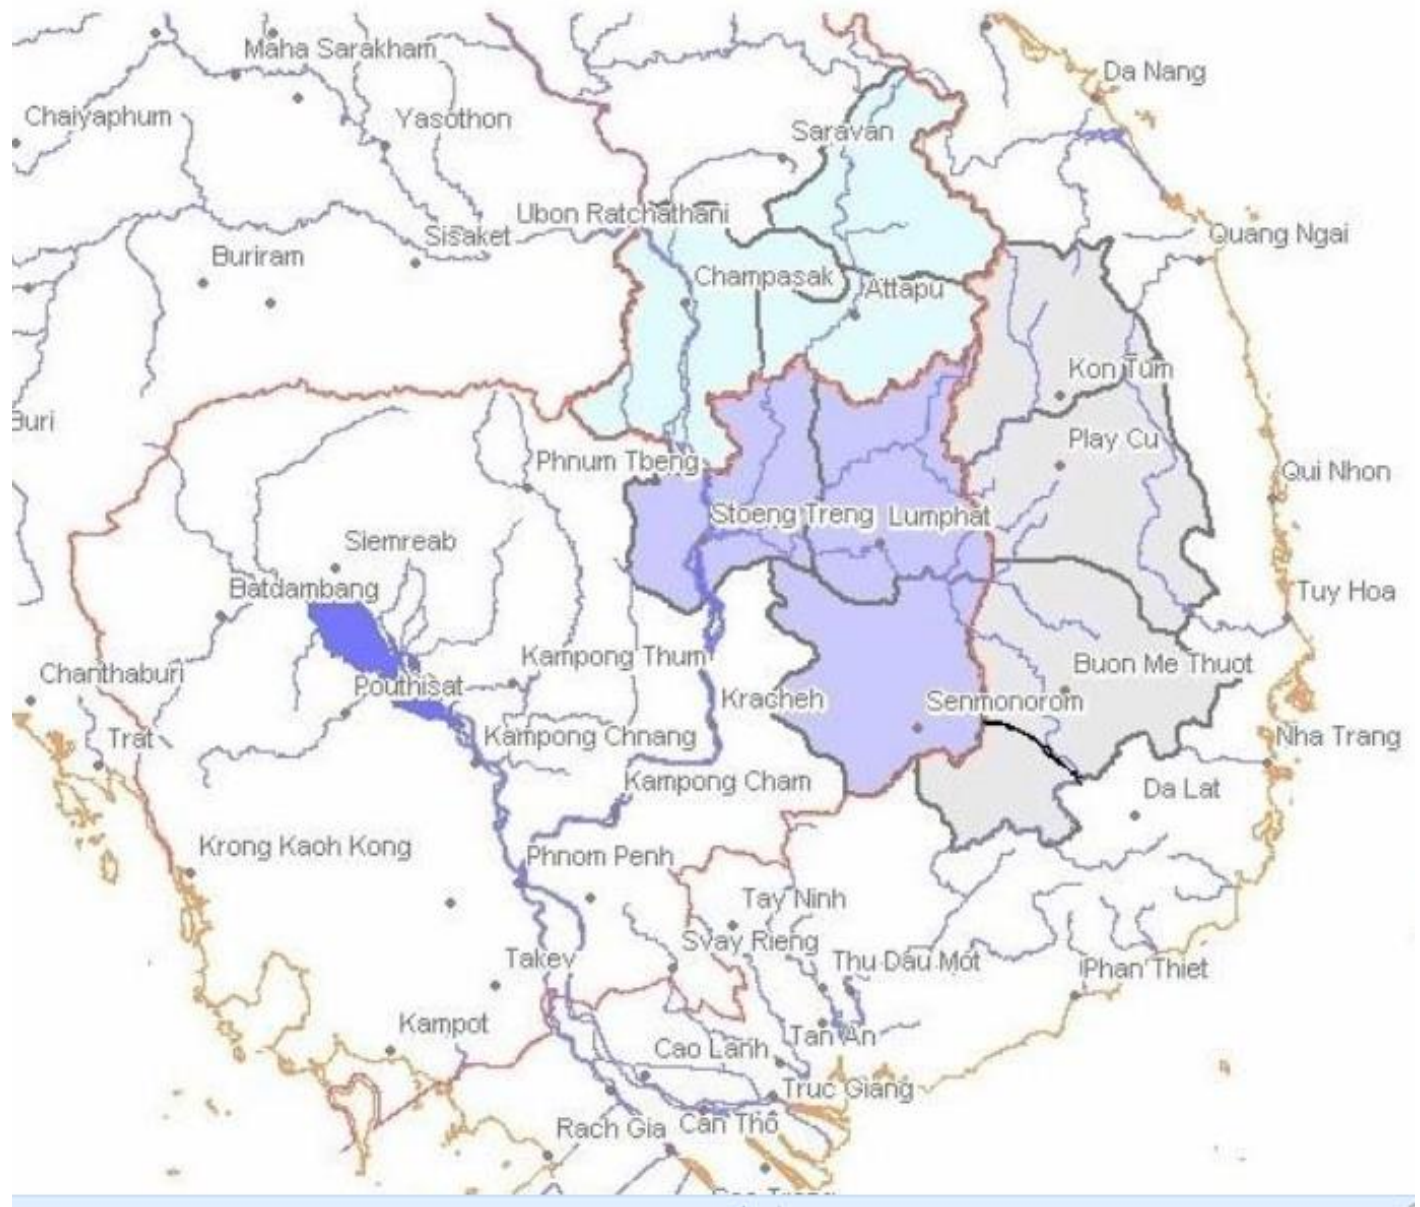 Maha Sarakham
Da Nang
Chaiyaphum
Yasothon
Saravan
Ubon Ratchathani
Sisaket
Quang Ngai
Buriram
Champasak
Attapu
Kon Tum
Buri
Play Cu
Phnum Tbeng
Qui Nhon
Stoeng Treng
Lumphat
Siemreab
Batdambang
Tuy Hoa
Kampong Thum
Buon Me Thuot
Chanthaburi
Pouthisat
Kracheh
Senmonorom
Trat
Kampong Chnang
Nha Trang
Kampong Cham
Da Lat
Krong Kaoh Kong
Phnom Penh
Tay Ninh
Svay Rieng
Takev
Thu Dau Mot
Phan Thiet
Kampot
Tan An
Cao Lanh
Truc Giang
Rach Gia
Can Tho